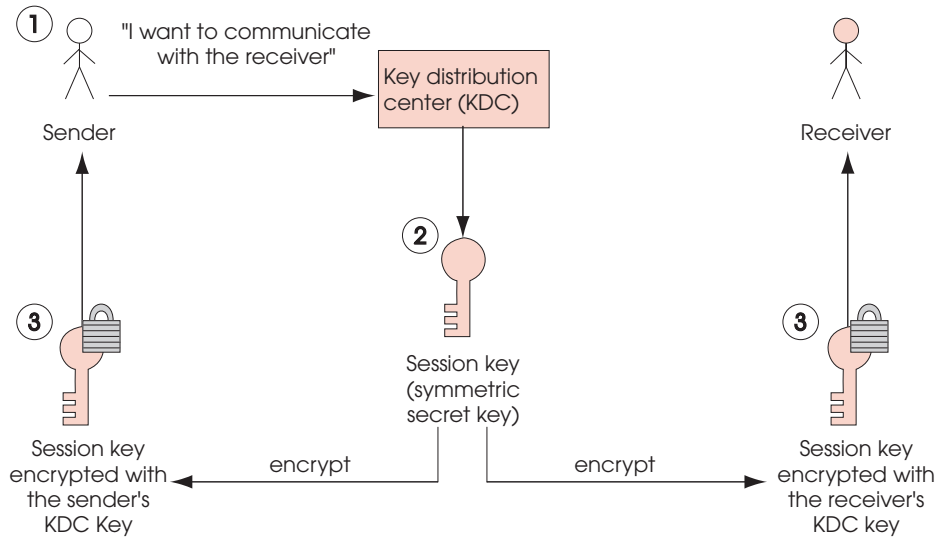 1
"I want to communicate
with the receiver"
Key distribution
center (KDC)
Sender
Receiver
2
3
3
Session key
(symmetric
secret key)
Session key
encrypted with
the sender's
KDC Key
encrypt
encrypt
Session key
encrypted with
the receiver's
KDC key